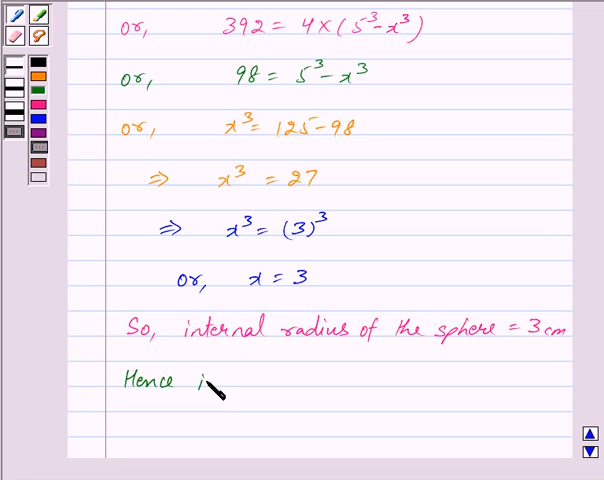 or, 392 = 4 × (5³ - x³)
or, 98 = 5³ - x³
or, x³ = 125 - 98
⇒ x³ = 27
⇒ x³ = (3)³
or, x = 3
So, internal radius of the sphere = 3 cm
Hence i